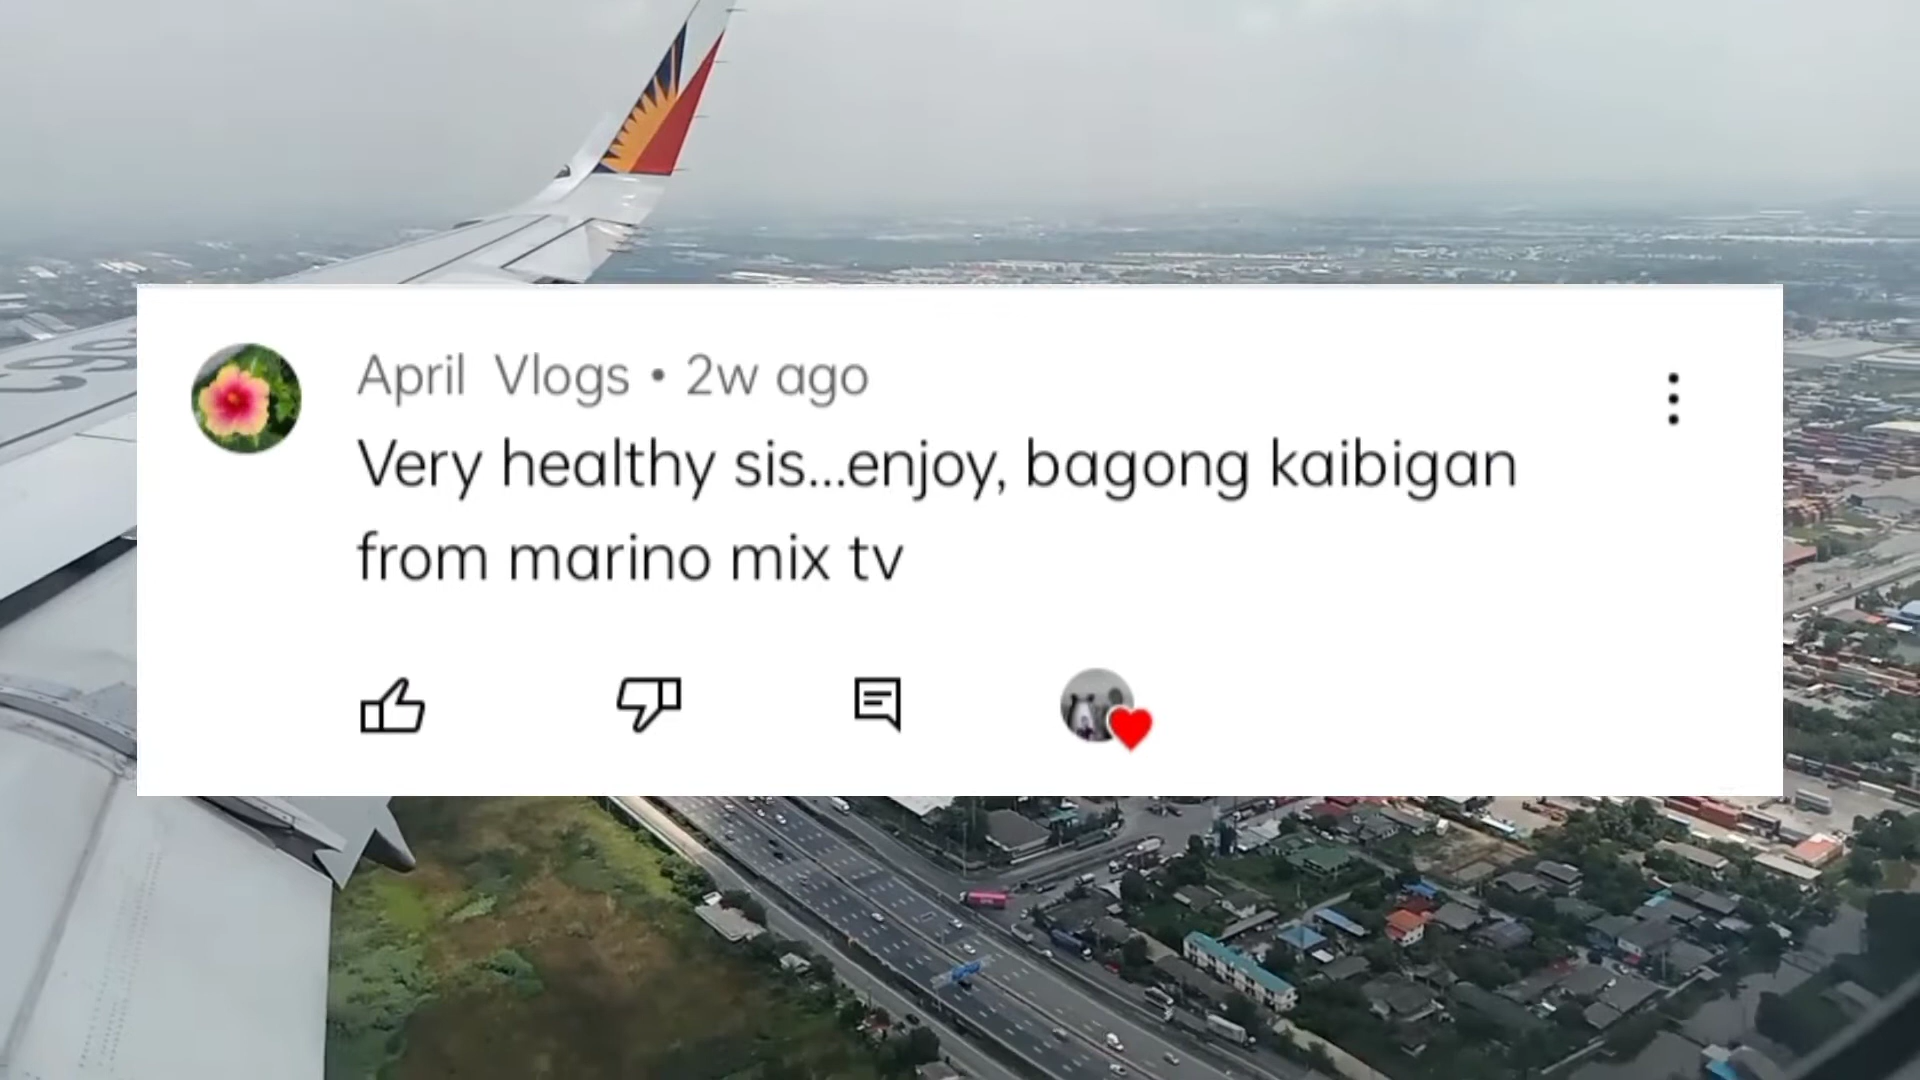 April Vlogs • 2w ago
Very healthy sis...enjoy, bagong kaibigan
from marino mix tv